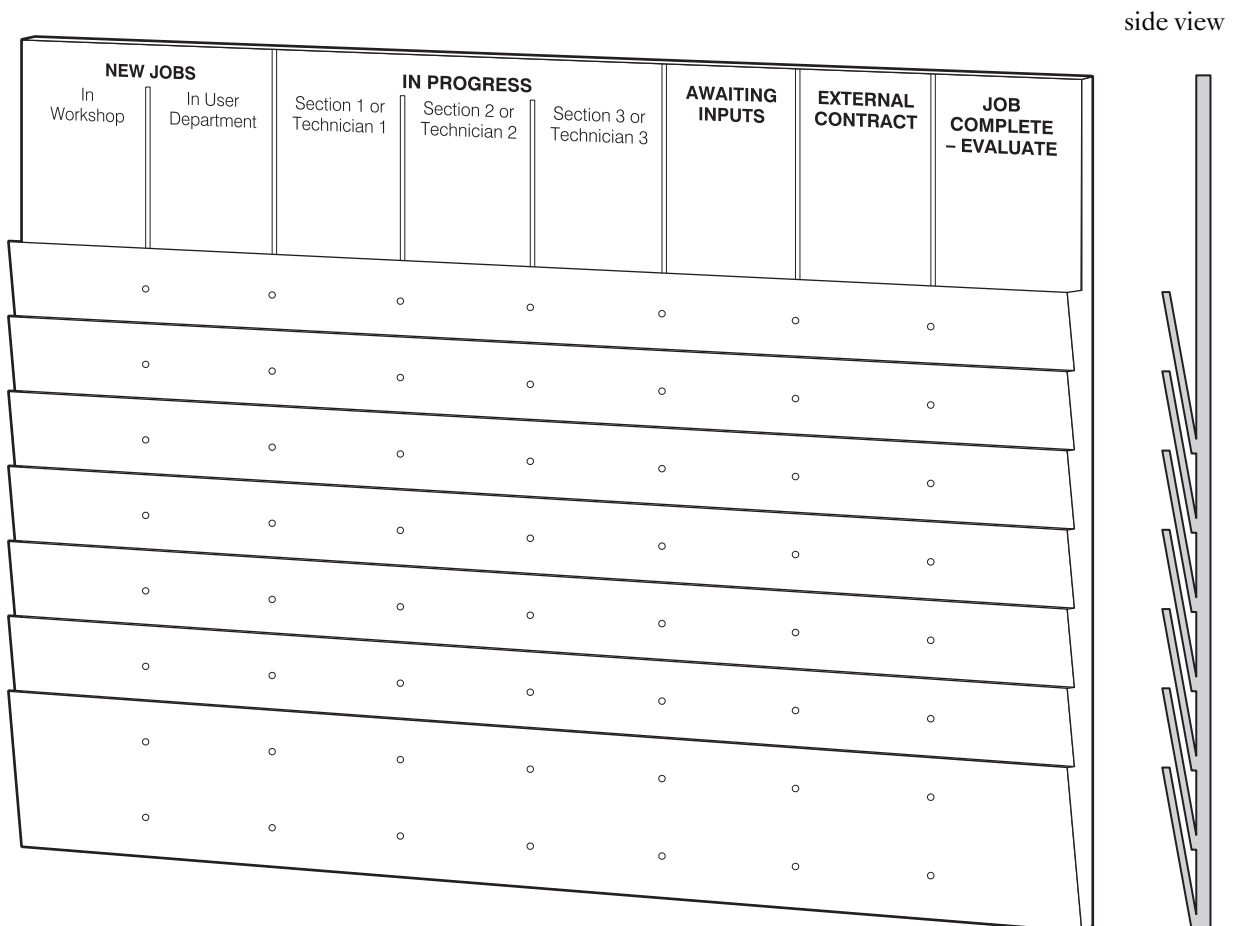 side view
NEW JOBS
In
Workshop
In User
Department
IN PROGRESS
Section 1 or
Technician 1
Section 2 or
Technician 2
Section 3 or
Technician 3
AWAITING
INPUTS
EXTERNAL
CONTRACT
JOB
COMPLETE
– EVALUATE